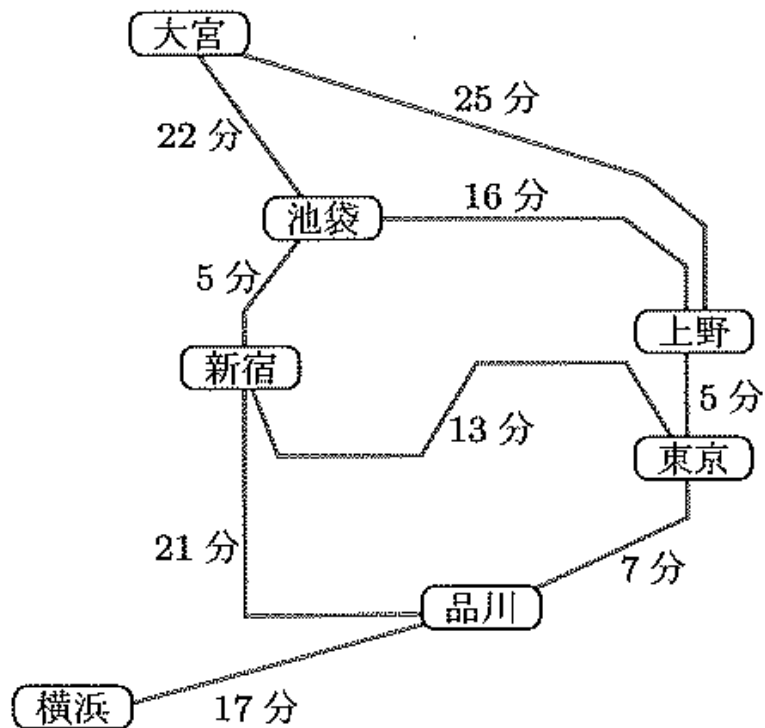 大宮
25 分
22 分
16 分
池袋
5 分
上野
新宿
5 分
13 分
東京
21 分
7 分
品川
横浜
17 分